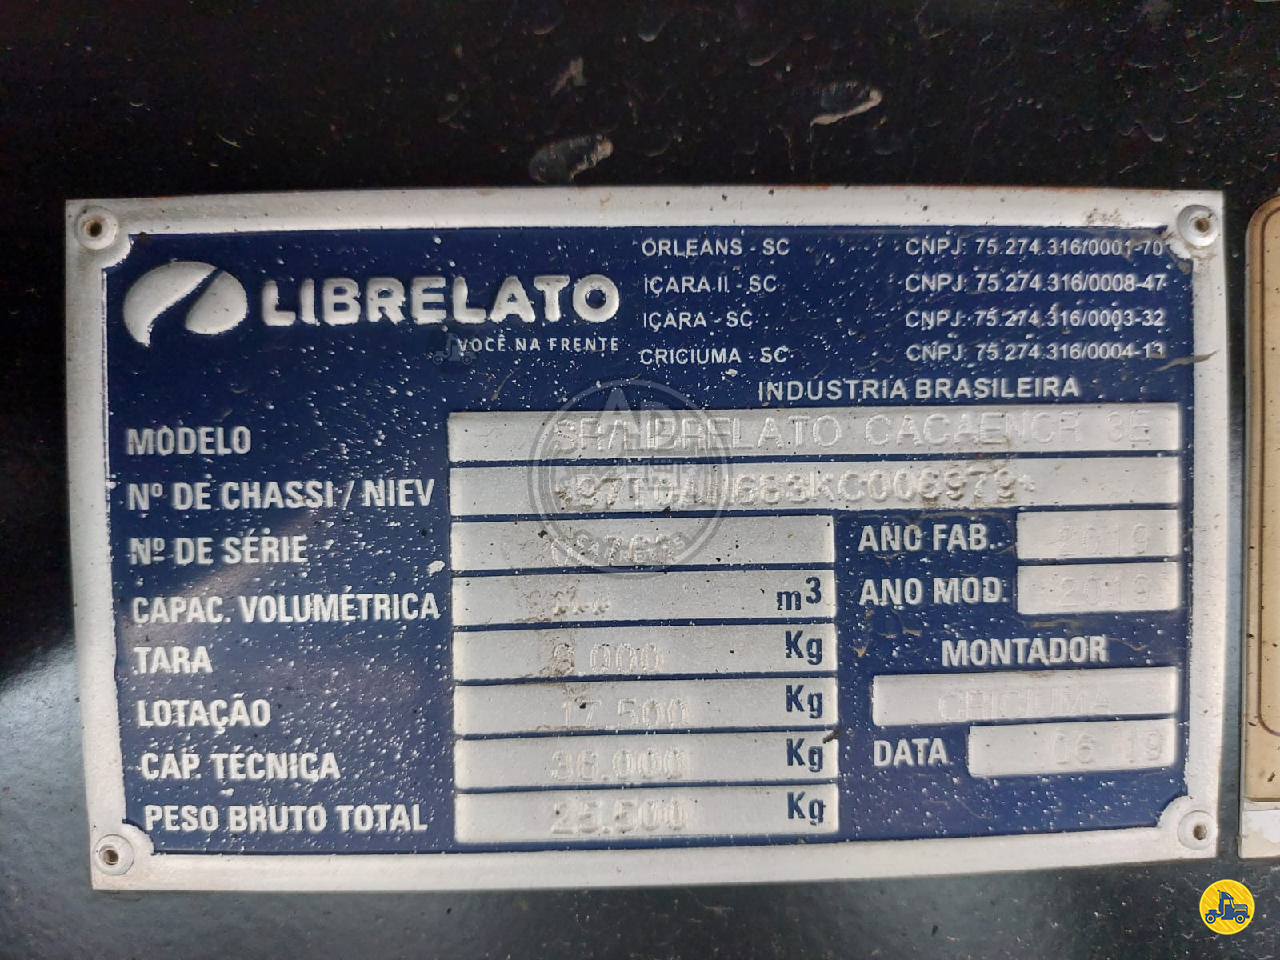 LIBRELATO
VOCÊ NA FRENTE
ORLEANS - SC CNPJ: 75.274.316/0001-70
IÇARA II - SC CNPJ: 75.274.316/0008-47
IÇARA - SC CNPJ: 75.274.316/0003-32
CRICIUMA - SC CNPJ: 75.274.316/0004-13
INDÚSTRIA BRASILEIRA
MODELO SR/LIBRELATO CACAENCR 3E
Nº DE CHASSI / NIEV
Nº DE SÉRIE
ANO FAB. 2019
CAPAC. VOLUMÉTRICA m3
ANO MOD. 2019
TARA 8.000 Kg
MONTADOR
LOTAÇÃO 17.500 Kg
CRICIUMA
CAP. TÉCNICA 36.000 Kg
DATA 06 19
PESO BRUTO TOTAL 25.500 Kg